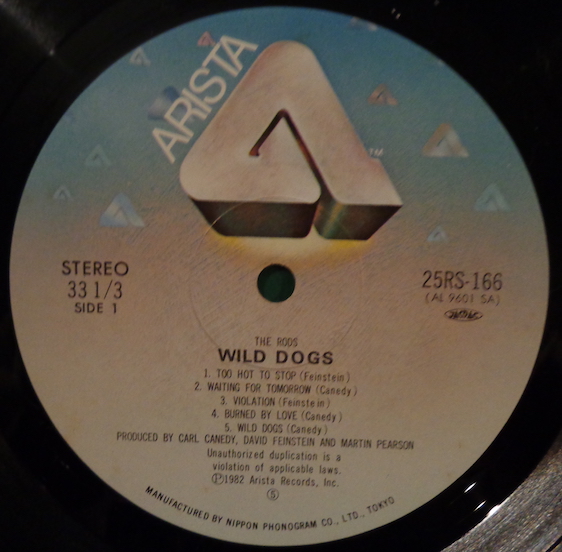 ARISTA
TM
STEREO
33 1/3
SIDE 1
25RS-166
(AL 9601 SA)
THE RODS
WILD DOGS
1. TOO HOT TO STOP (Feinstein)
2. WAITING FOR TOMORROW (Canedy)
3. VIOLATION (Feinstein)
4. BURNED BY LOVE (Canedy)
5. WILD DOGS (Canedy)
PRODUCED BY CARL CANEDY, DAVID FEINSTEIN AND MARTIN PEARSON
Unauthorized duplication is a
violation of applicable laws.
Ⓟ1982 Arista Records, Inc.
Ⓢ
MANUFACTURED BY NIPPON PHONOGRAM CO., LTD., TOKYO